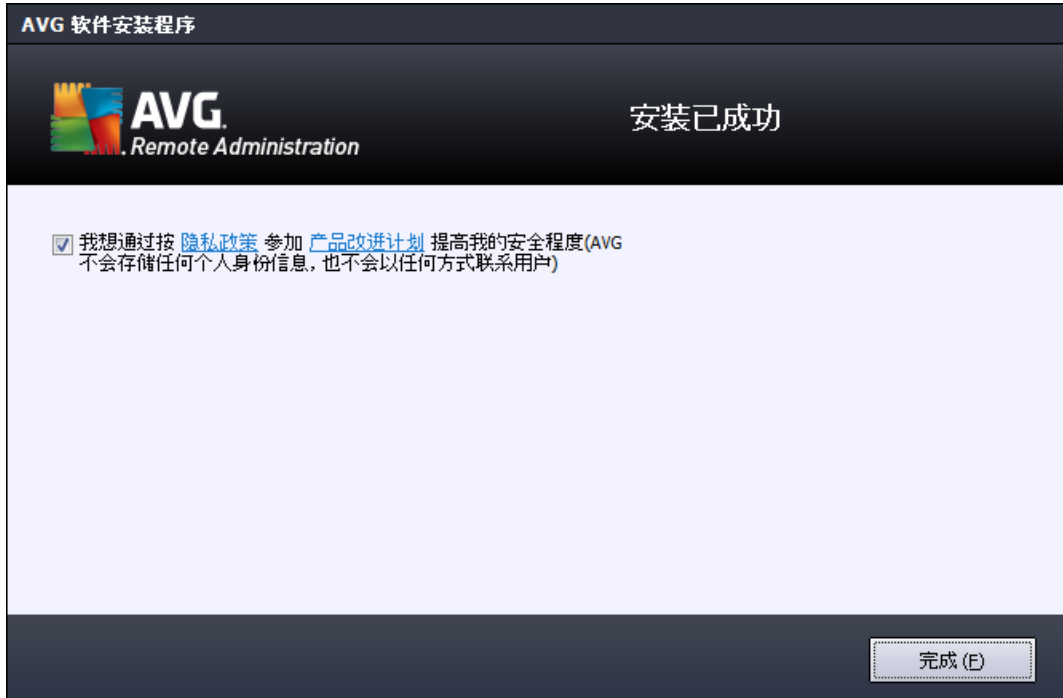 AVG 软件安装程序
AVG.
Remote Administration
安装已成功
我想通过按 隐私政策 参加 产品改进计划 提高我的安全程度(AVG
不会存储任何个人身份信息, 也不会以任何方式联系用户)
完成 (F)